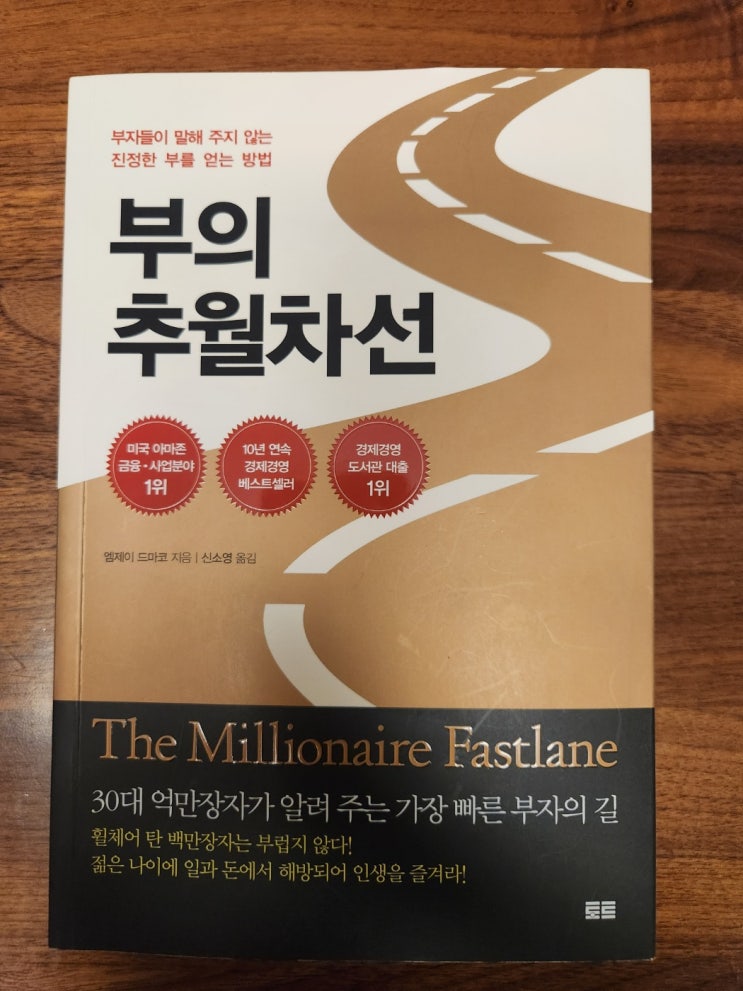 부자들이 말해 주지 않는
진정한 부를 얻는 방법
부의
추월차선
미국 아마존
금융·사업분야
1위
10년 연속
경제경영
베스트셀러
경제경영
도서관 대출
1위
엠제이 드마코 지음 | 신소영 옮김
The Millionaire Fastlane
30대 억만장자가 알려 주는 가장 빠른 부자의 길
휠체어 탄 백만장자는 부럽지 않다!
젊은 나이에 일과 돈에서 해방되어 인생을 즐겨라!
토트